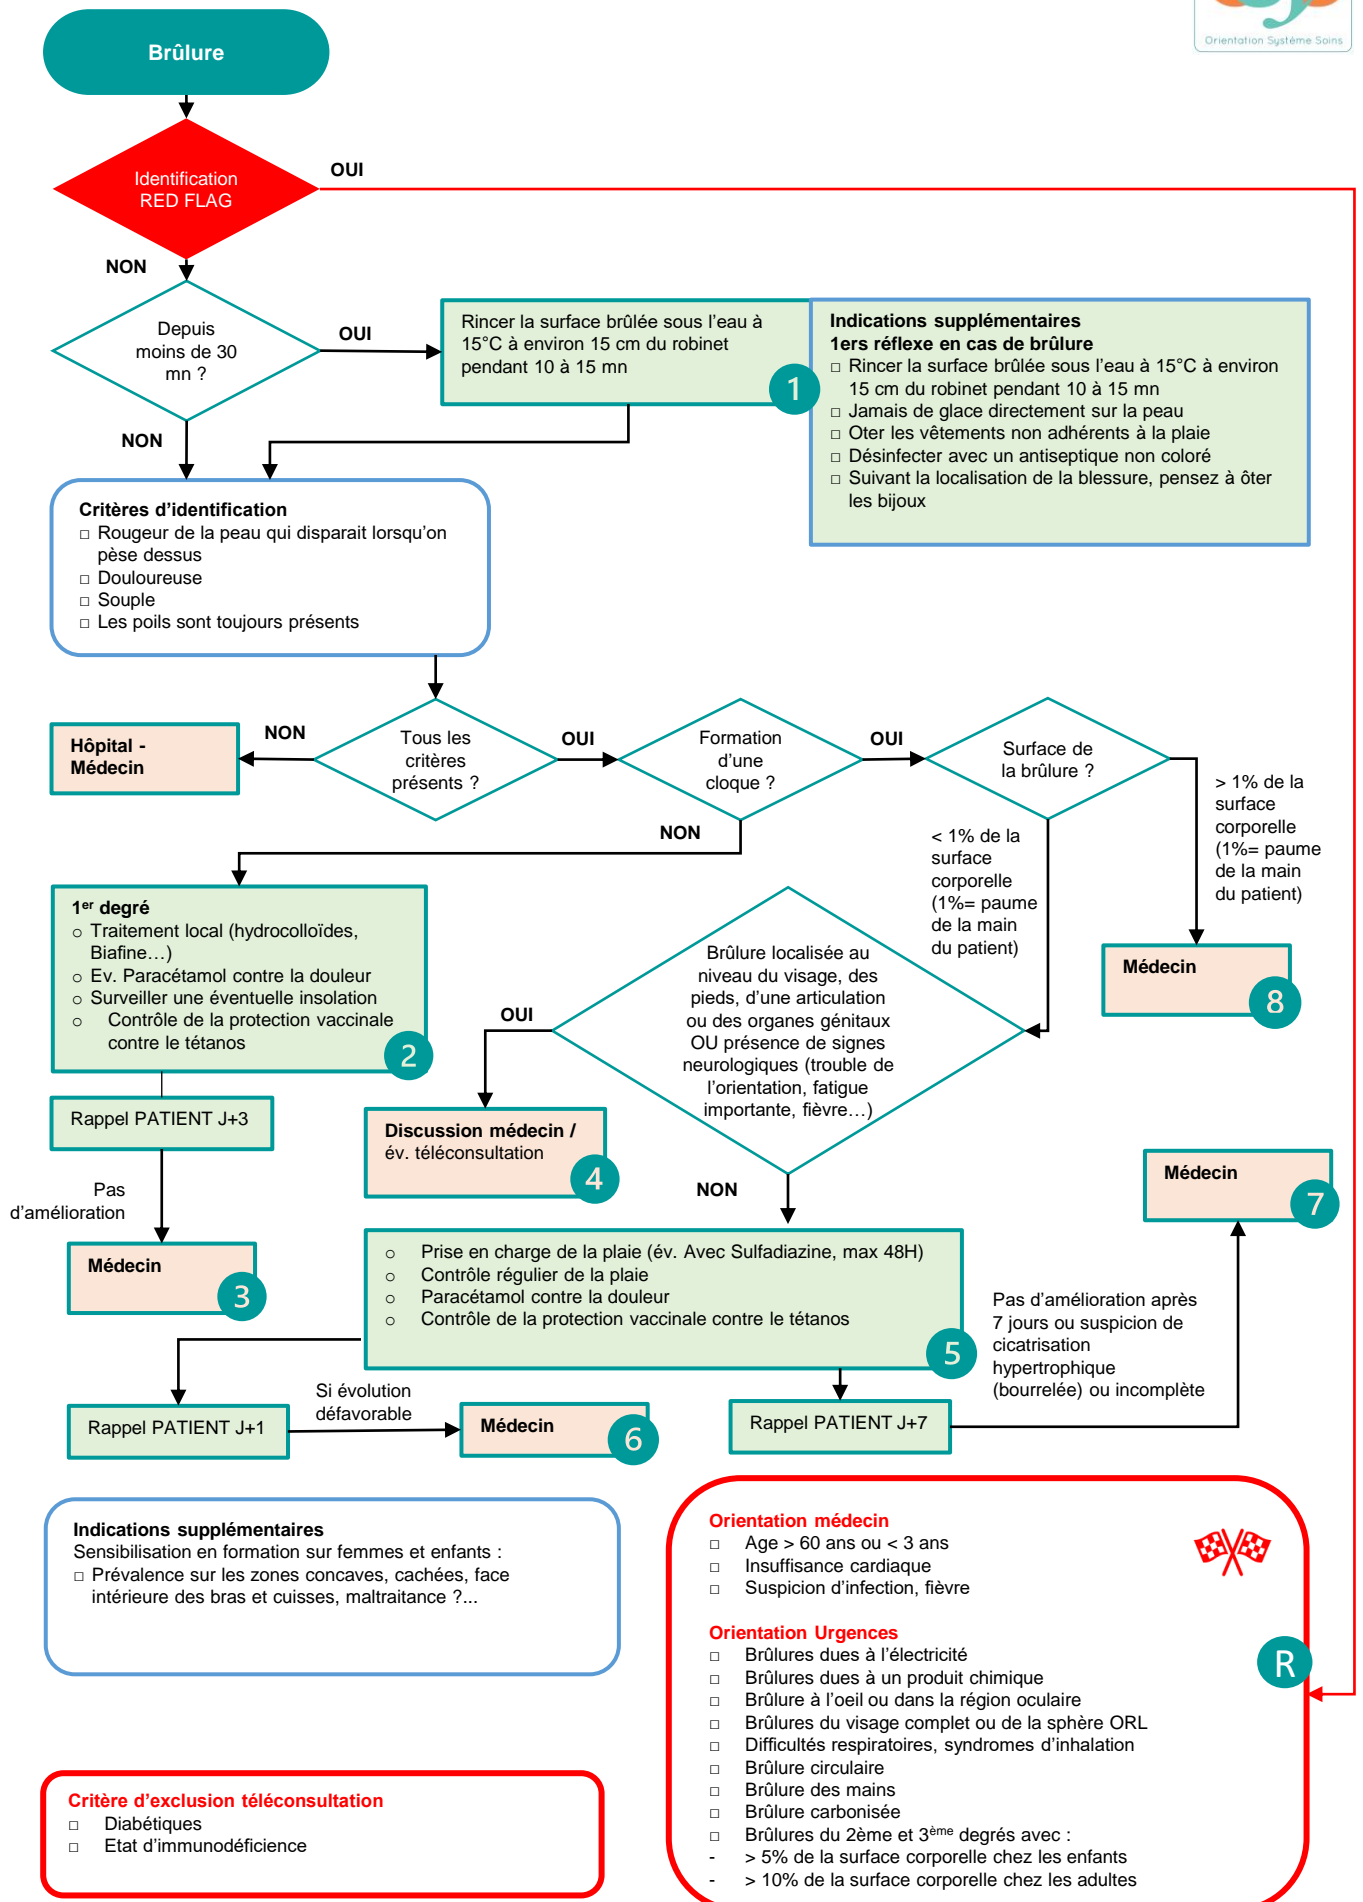 Orientation Système Soins
Brûlure
Identification
RED FLAG
OUI
NON
Depuis
moins de 30
mn ?
OUI
NON
Rincer la surface brûlée sous l'eau à
15°C à environ 15 cm du robinet
pendant 10 à 15 mn
1
Indications supplémentaires
1ers réflexe en cas de brûlure
□ Rincer la surface brûlée sous l'eau à 15°C à environ
15 cm du robinet pendant 10 à 15 mn
□ Jamais de glace directement sur la peau
□ Oter les vêtements non adhérents à la plaie
□ Désinfecter avec un antiseptique non coloré
□ Suivant la localisation de la blessure, pensez à ôter
les bijoux
Critères d'identification
□ Rougeur de la peau qui disparait lorsqu'on
pèse dessus
□ Douloureuse
□ Souple
□ Les poils sont toujours présents
Tous les
critères
présents ?
NON
Hôpital -
Médecin
OUI
Formation
d'une
cloque ?
OUI
NON
Surface de
la brûlure ?
> 1% de la
surface
corporelle
(1%= paume
de la main
du patient)
Médecin
8
< 1% de la
surface
corporelle
(1%= paume
de la main
du patient)
1er degré
o Traitement local (hydrocolloïdes,
Biafine…)
o Ev. Paracétamol contre la douleur
o Surveiller une éventuelle insolation
o Contrôle de la protection vaccinale
contre le tétanos
2
Rappel PATIENT J+3
Pas
d'amélioration
Médecin
3
Brûlure localisée au
niveau du visage, des
pieds, d'une articulation
ou des organes génitaux
OU présence de signes
neurologiques (trouble de
l'orientation, fatigue
importante, fièvre…)
OUI
Discussion médecin /
év. téléconsultation
4
NON
o Prise en charge de la plaie (év. Avec Sulfadiazine, max 48H)
o Contrôle régulier de la plaie
o Paracétamol contre la douleur
o Contrôle de la protection vaccinale contre le tétanos
5
Rappel PATIENT J+1
Si évolution
défavorable
Médecin
6
Rappel PATIENT J+7
Pas d'amélioration après
7 jours ou suspicion de
cicatrisation
hypertrophique
(bourrelée) ou incomplète
Médecin
7
Indications supplémentaires
Sensibilisation en formation sur femmes et enfants :
□ Prévalence sur les zones concaves, cachées, face
intérieure des bras et cuisses, maltraitance ?...
Critère d'exclusion téléconsultation
□ Diabétiques
□ Etat d'immunodéficience
Orientation médecin
□ Age > 60 ans ou < 3 ans
□ Insuffisance cardiaque
□ Suspicion d'infection, fièvre
Orientation Urgences
□ Brûlures dues à l'électricité
□ Brûlures dues à un produit chimique
□ Brûlure à l'oeil ou dans la région oculaire
□ Brûlures du visage complet ou de la sphère ORL
□ Difficultés respiratoires, syndromes d'inhalation
□ Brûlure circulaire
□ Brûlure des mains
□ Brûlure carbonisée
□ Brûlures du 2ème et 3ème degrés avec :
- > 5% de la surface corporelle chez les enfants
- > 10% de la surface corporelle chez les adultes
R